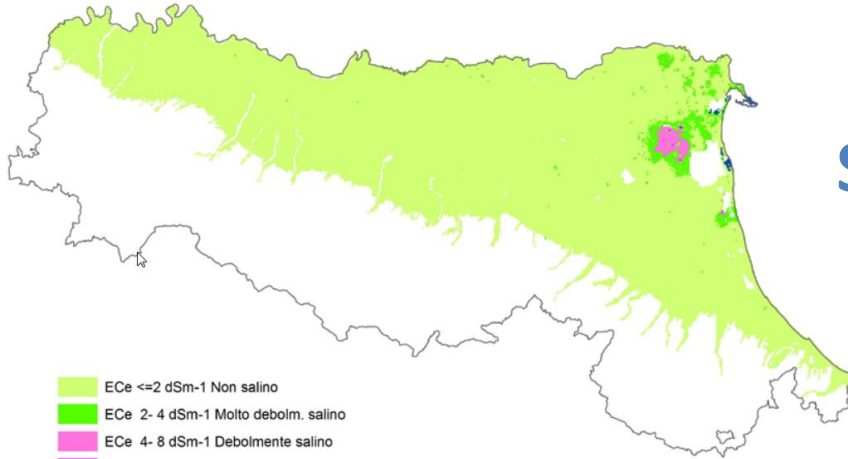 S
ECe <=2 dSm-1 Non salino
ECe 2- 4 dSm-1 Molto debolm. salino
ECe 4- 8 dSm-1 Debolmente salino